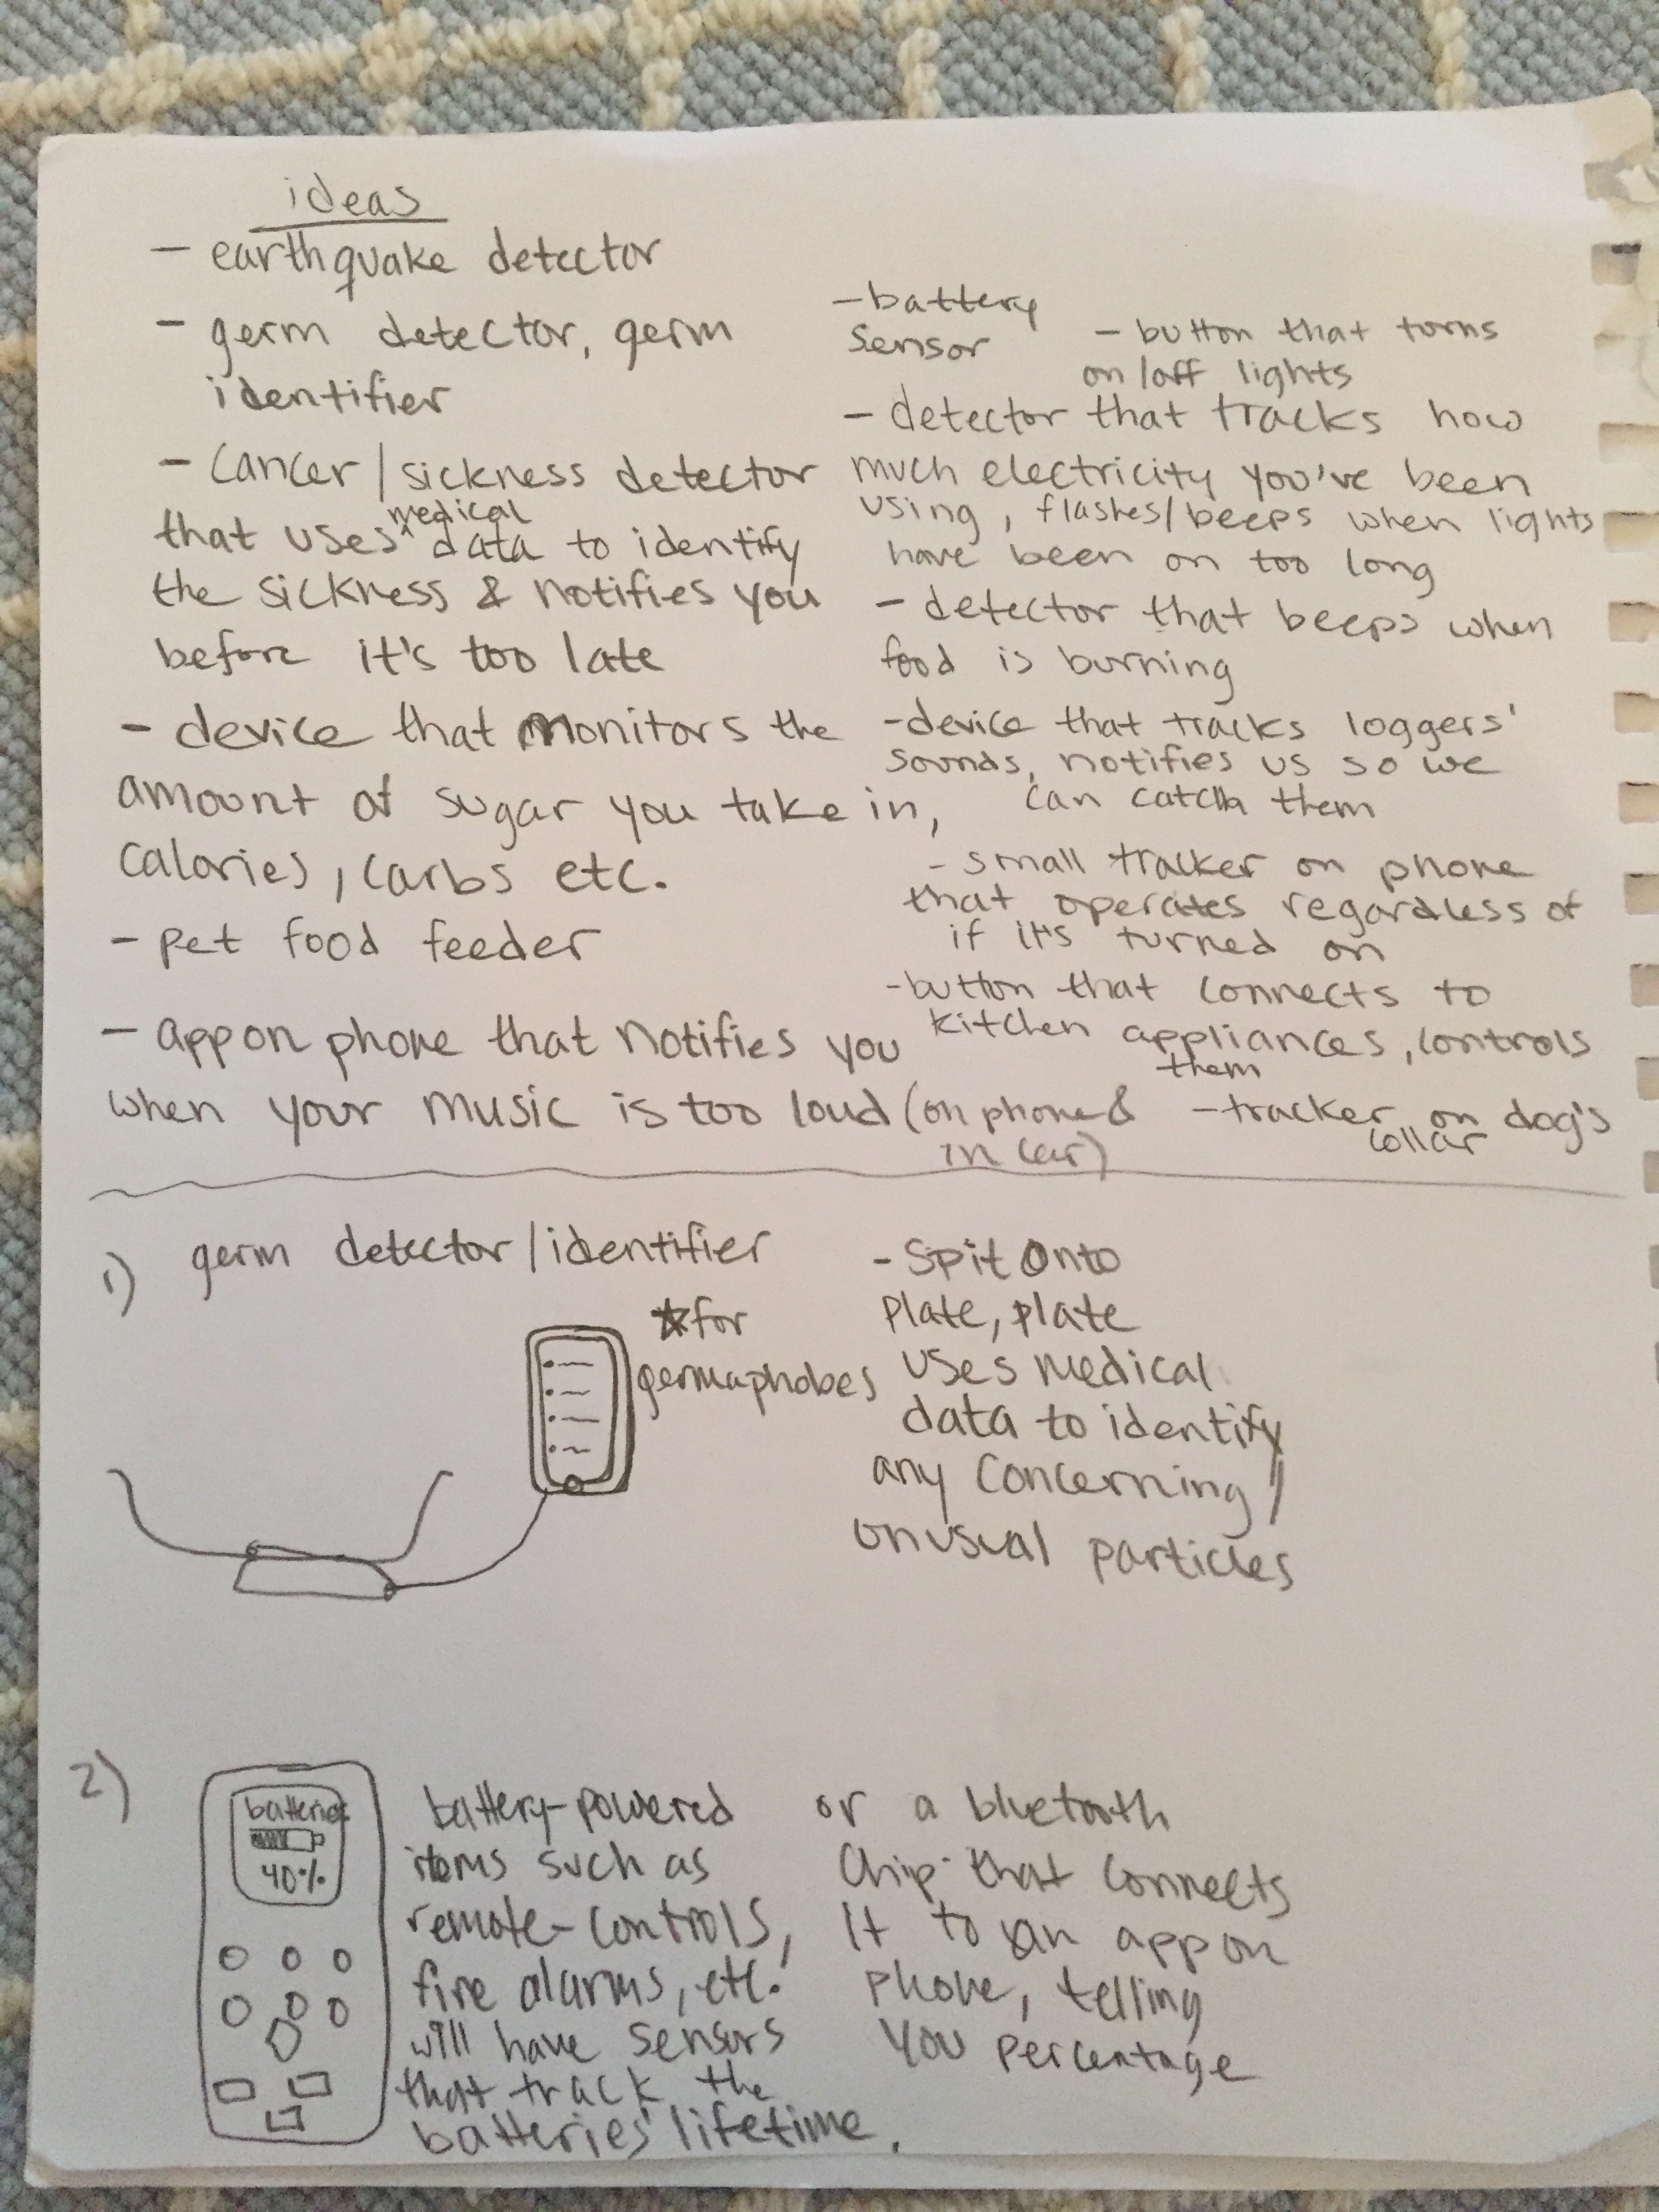 ideas
– earthquake detector
– germ detector, germ
identifier
– cancer/sickness detector
that uses ^medical data to identify
the sickness & notifies you
before it's too late
– device that monitors the
amount of sugar you take in,
calories, carbs etc.
– pet food feeder
– app on phone that notifies you
when your music is too loud (on phone &
in car)
– battery
sensor
– button that turns
on/off lights
– detector that tracks how
much electricity you've been
using, flashes/beeps when lights
have been on too long
– detector that beeps when
food is burning
– device that tracks loggers'
sounds, notifies us so we
can catch them
– small tracker on phone
that operates regardless of
if it's turned on
– button that connects to
kitchen appliances, controls
them
– tracker on dog's
collar
1) germ detector/identifier
☆ for
germaphobes
– spit onto
plate, plate
uses medical
data to identify
any concerning/
unusual particles
2)
batteries
40%
battery-powered
items such as
remote-controls,
fire alarms, etc.
will have sensors
that track the
batteries' lifetime.
or a bluetooth
chip that connects
it to an app on
phone, telling
you percentage